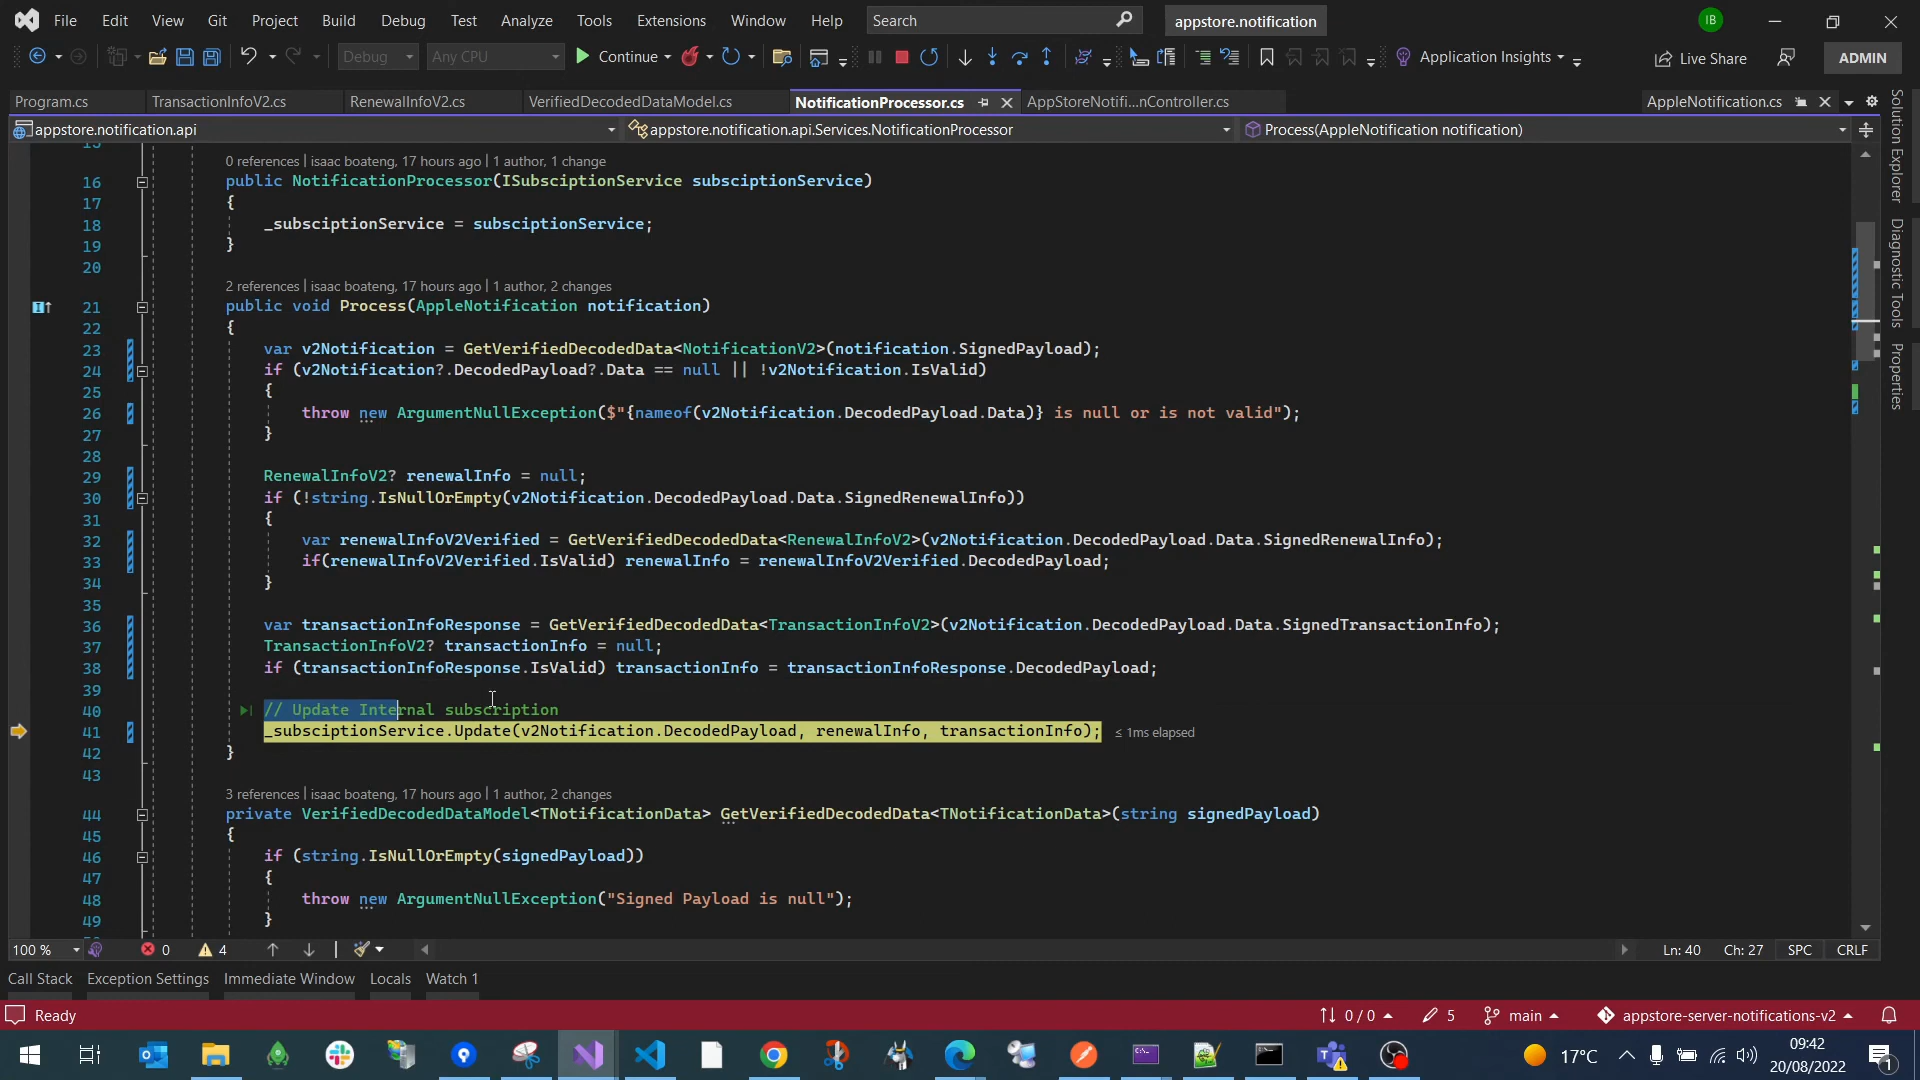 File Edit View Git Project Build Debug Test Analyze Tools Extensions Window Help Search appstore.notification IB
Debug Any CPU Continue Application Insights Live Share ADMIN
Program.cs TransactionInfoV2.cs RenewalInfoV2.cs VerifiedDecodedDataModel.cs NotificationProcessor.cs AppStoreNotifi...nController.cs AppleNotification.cs
appstore.notification.api appstore.notification.api.Services.NotificationProcessor Process(AppleNotification notification)
15
0 references | isaac boateng, 17 hours ago | 1 author, 1 change
16 public NotificationProcessor(ISubsciptionService subsciptionService)
17 {
18 _subsciptionService = subsciptionService;
19 }
20
2 references | isaac boateng, 17 hours ago | 1 author, 2 changes
21 public void Process(AppleNotification notification)
22 {
23 var v2Notification = GetVerifiedDecodedData<NotificationV2>(notification.SignedPayload);
24 if (v2Notification?.DecodedPayload?.Data == null || !v2Notification.IsValid)
25 {
26 throw new ArgumentNullException($"{nameof(v2Notification.DecodedPayload.Data)} is null or is not valid");
27 }
28
29 RenewalInfoV2? renewalInfo = null;
30 if (!string.IsNullOrEmpty(v2Notification.DecodedPayload.Data.SignedRenewalInfo))
31 {
32 var renewalInfoV2Verified = GetVerifiedDecodedData<RenewalInfoV2>(v2Notification.DecodedPayload.Data.SignedRenewalInfo);
33 if(renewalInfoV2Verified.IsValid) renewalInfo = renewalInfoV2Verified.DecodedPayload;
34 }
35
36 var transactionInfoResponse = GetVerifiedDecodedData<TransactionInfoV2>(v2Notification.DecodedPayload.Data.SignedTransactionInfo);
37 TransactionInfoV2? transactionInfo = null;
38 if (transactionInfoResponse.IsValid) transactionInfo = transactionInfoResponse.DecodedPayload;
39
40 // Update Internal subscription
41 _subsciptionService.Update(v2Notification.DecodedPayload, renewalInfo, transactionInfo); ≤ 1ms elapsed
42 }
43
3 references | isaac boateng, 17 hours ago | 1 author, 2 changes
44 private VerifiedDecodedDataModel<TNotificationData> GetVerifiedDecodedData<TNotificationData>(string signedPayload)
45 {
46 if (string.IsNullOrEmpty(signedPayload))
47 {
48 throw new ArgumentNullException("Signed Payload is null");
49 }
Solution Explorer
Diagnostic Tools
Properties
100 % 0 4 Ln: 40 Ch: 27 SPC CRLF
Call Stack Exception Settings Immediate Window Locals Watch 1
Ready 0 / 0 5 main appstore-server-notifications-v2
17°C 09:42
20/08/2022 1